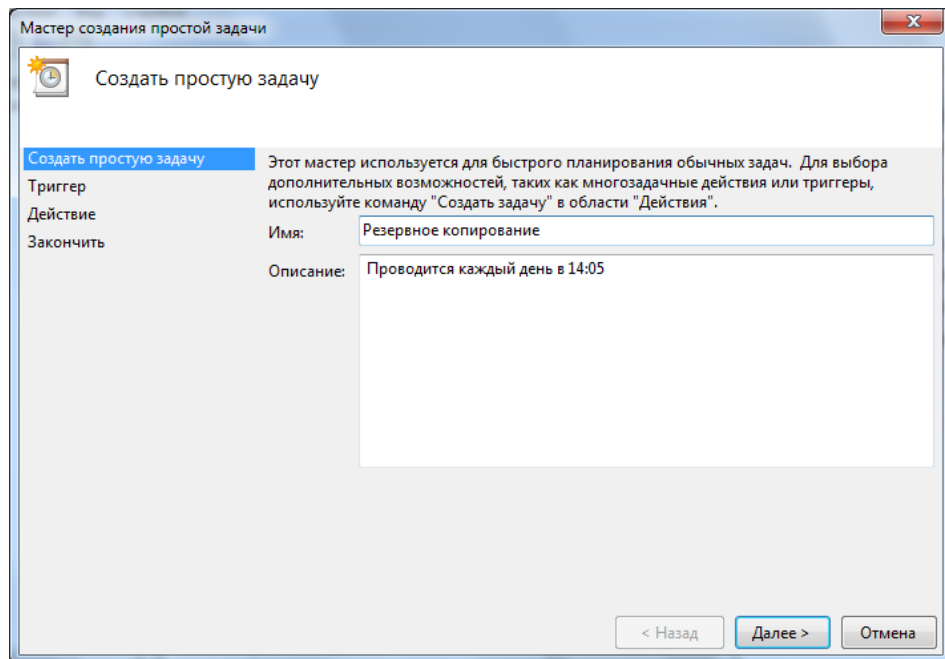 Мастер создания простой задачи
Создать простую задачу
Создать простую задачу
Триггер
Действие
Закончить
Этот мастер используется для быстрого планирования обычных задач. Для выбора
дополнительных возможностей, таких как многозадачные действия или триггеры,
используйте команду "Создать задачу" в области "Действия".
Имя: Резервное копирование
Описание: Проводится каждый день в 14:05
< Назад Далее > Отмена